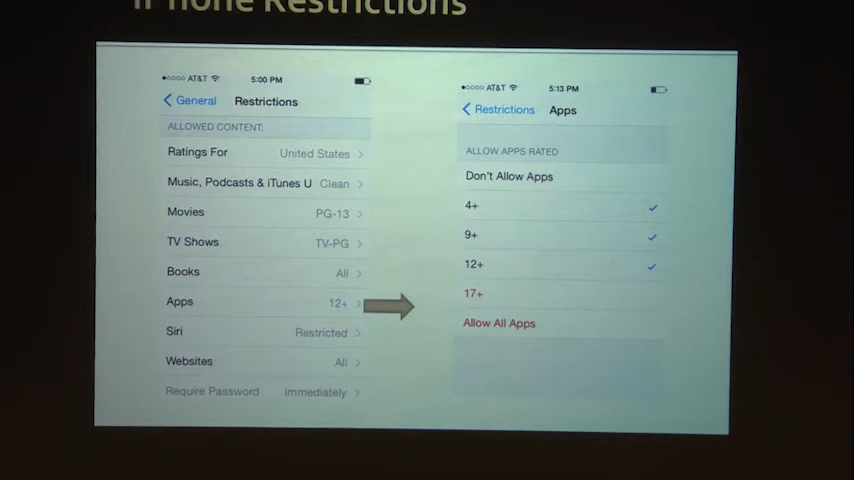 iPhone Restrictions
AT&T 5:00 PM
General Restrictions
ALLOWED CONTENT:
Ratings For United States
Music, Podcasts & iTunes U Clean
Movies PG-13
TV Shows TV-PG
Books All
Apps 12+
Siri Restricted
Websites All
Require Password Immediately
AT&T 5:13 PM
Restrictions Apps
ALLOW APPS RATED
Don't Allow Apps
4+
9+
12+
17+
Allow All Apps